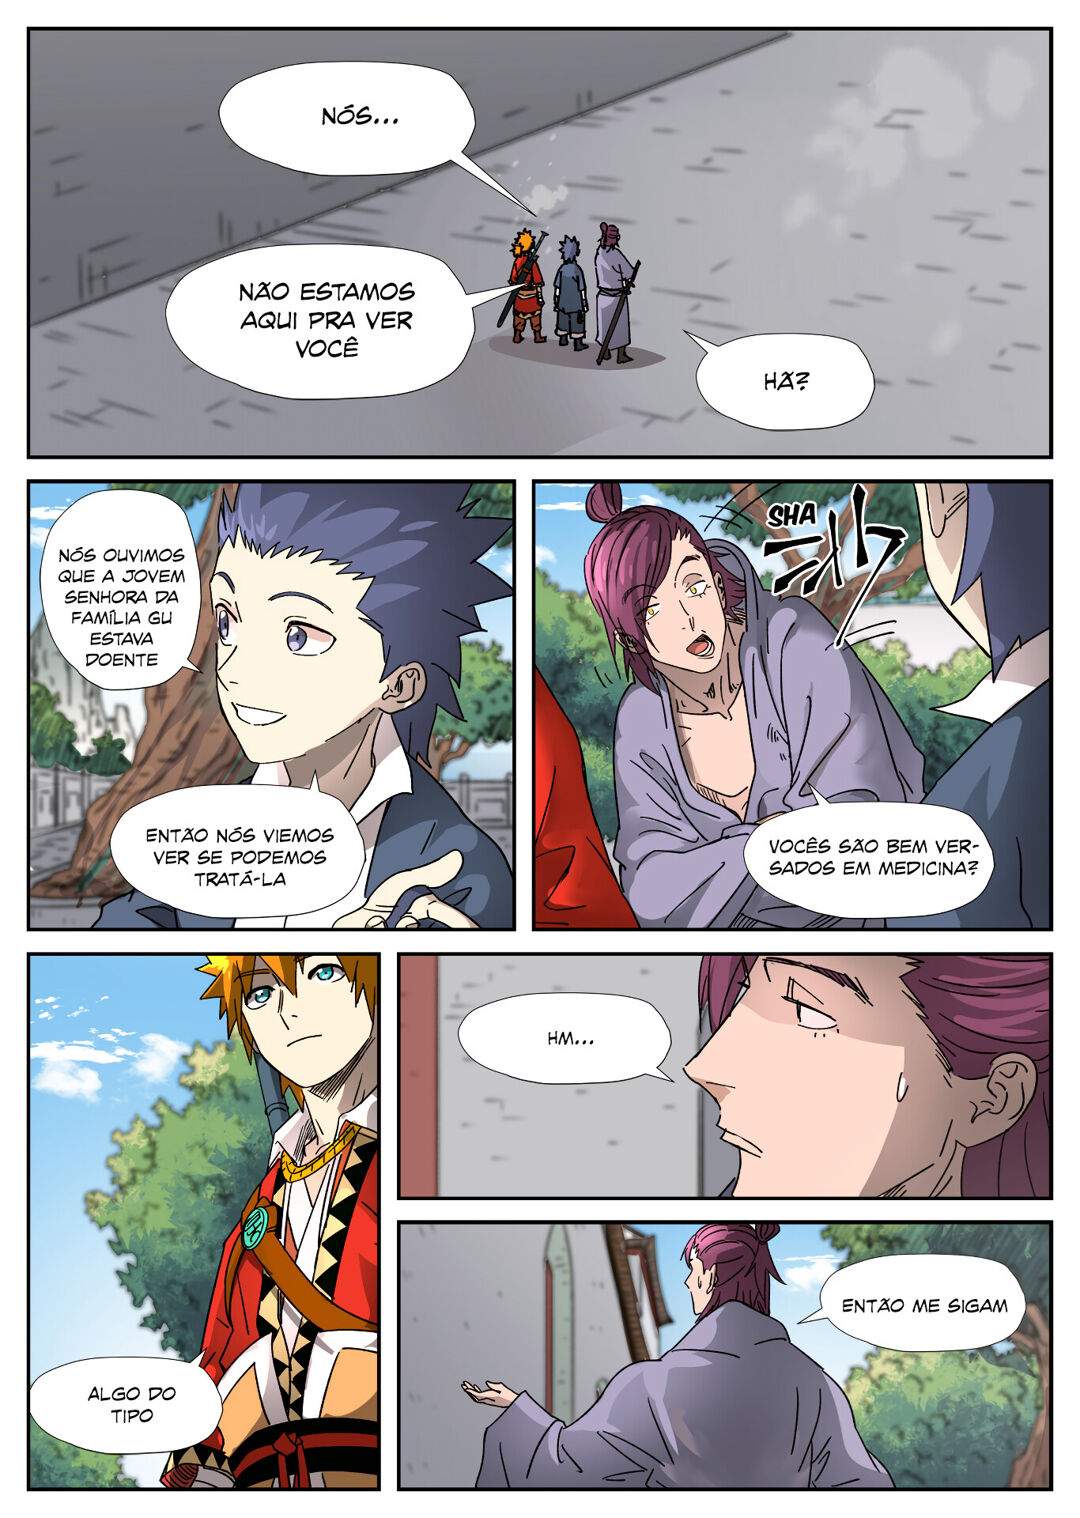 NÓS...
NÃO ESTAMOS
AQUI PRA VER
VOCÊ
HÃ?
NÓS OUVIMOS
QUE A JOVEM
SENHORA DA
FAMÍLIA GU
ESTAVA
DOENTE
ENTÃO NÓS VIEMOS
VER SE PODEMOS
TRATÁ-LA
SHA
VOCÊS SÃO BEM VER-
SADOS EM MEDICINA?
ALGO DO
TIPO
HM...
ENTÃO ME SIGAM